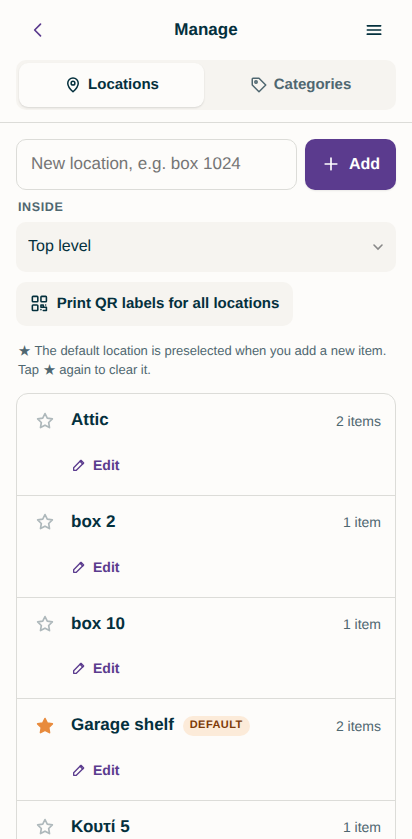 Manage
Locations
Categories
New location, e.g. box 1024
Add
INSIDE
Top level
Print QR labels for all locations
★ The default location is preselected when you add a new item.
Tap ★ again to clear it.
Attic
2 items
Edit
box 2
1 item
Edit
box 10
1 item
Edit
Garage shelf
DEFAULT
2 items
Edit
Κουτί 5
1 item